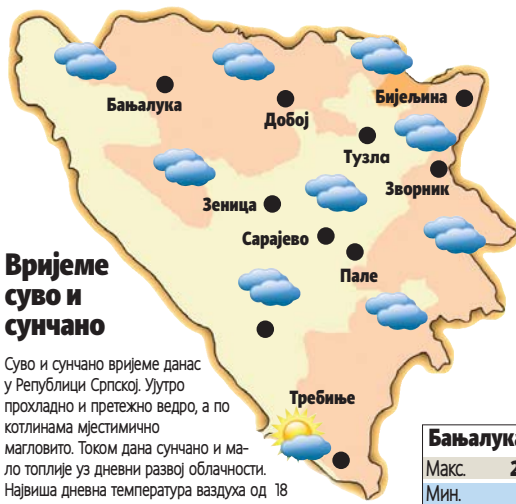 Бањалука
Добој
Бијељина
Тузла
Зворник
Зеница
Сарајево
Пале
Требиње
Вријеме
суво и
сунчано
Суво и сунчано вријеме данас
у Републици Српској. Ујутро
прохладно и претежно ведро, а по
котлинама мјестимично
магловито. Током дана сунчано и ма-
ло топлије уз дневни развој облачности.
Највиша дневна температура ваздуха од 18
Бањалука
Макс. 2
Мин.